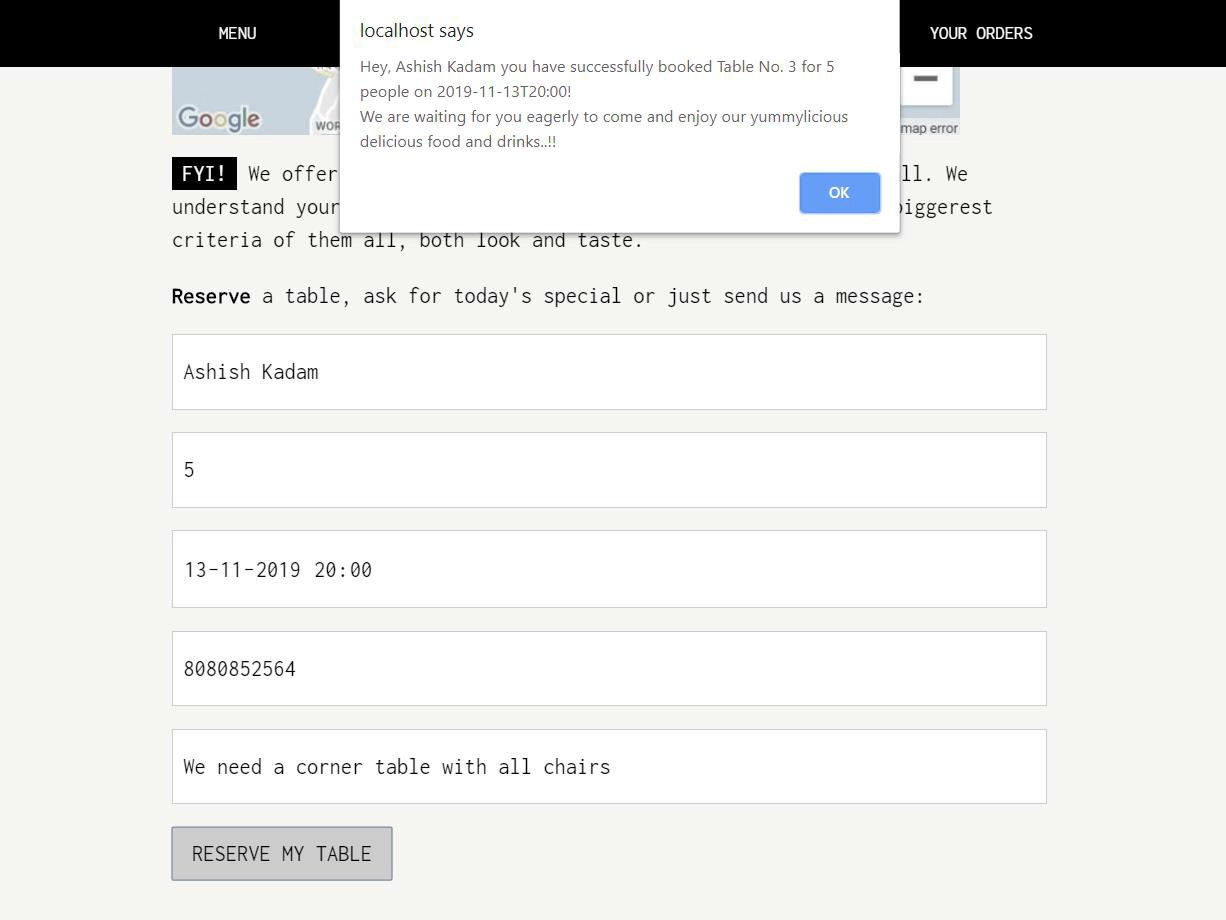 MENU
YOUR ORDERS
localhost says
Hey, Ashish Kadam you have successfully booked Table No. 3 for 5
people on 2019-11-13T20:00!
We are waiting for you eagerly to come and enjoy our yummylicious
delicious food and drinks..!!
OK
Google
map error
FYI! We offer ll. We
understand your biggerest
criteria of them all, both look and taste.
Reserve a table, ask for today's special or just send us a message:
Ashish Kadam
5
13-11-2019 20:00
8080852564
We need a corner table with all chairs
RESERVE MY TABLE